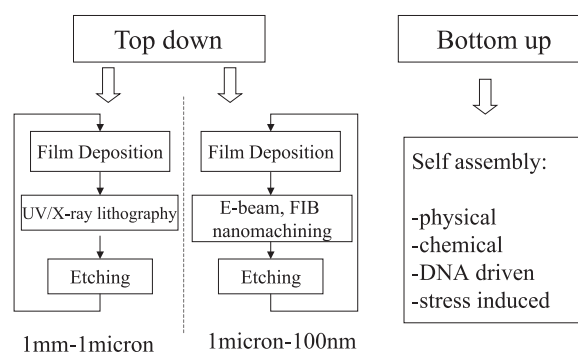 Top down
Bottom up
Film Deposition
UV/X-ray lithography
Etching
1mm-1micron
Film Deposition
E-beam, FIB
nanomachining
Etching
1micron-100nm
Self assembly:
-physical
-chemical
-DNA driven
-stress induced